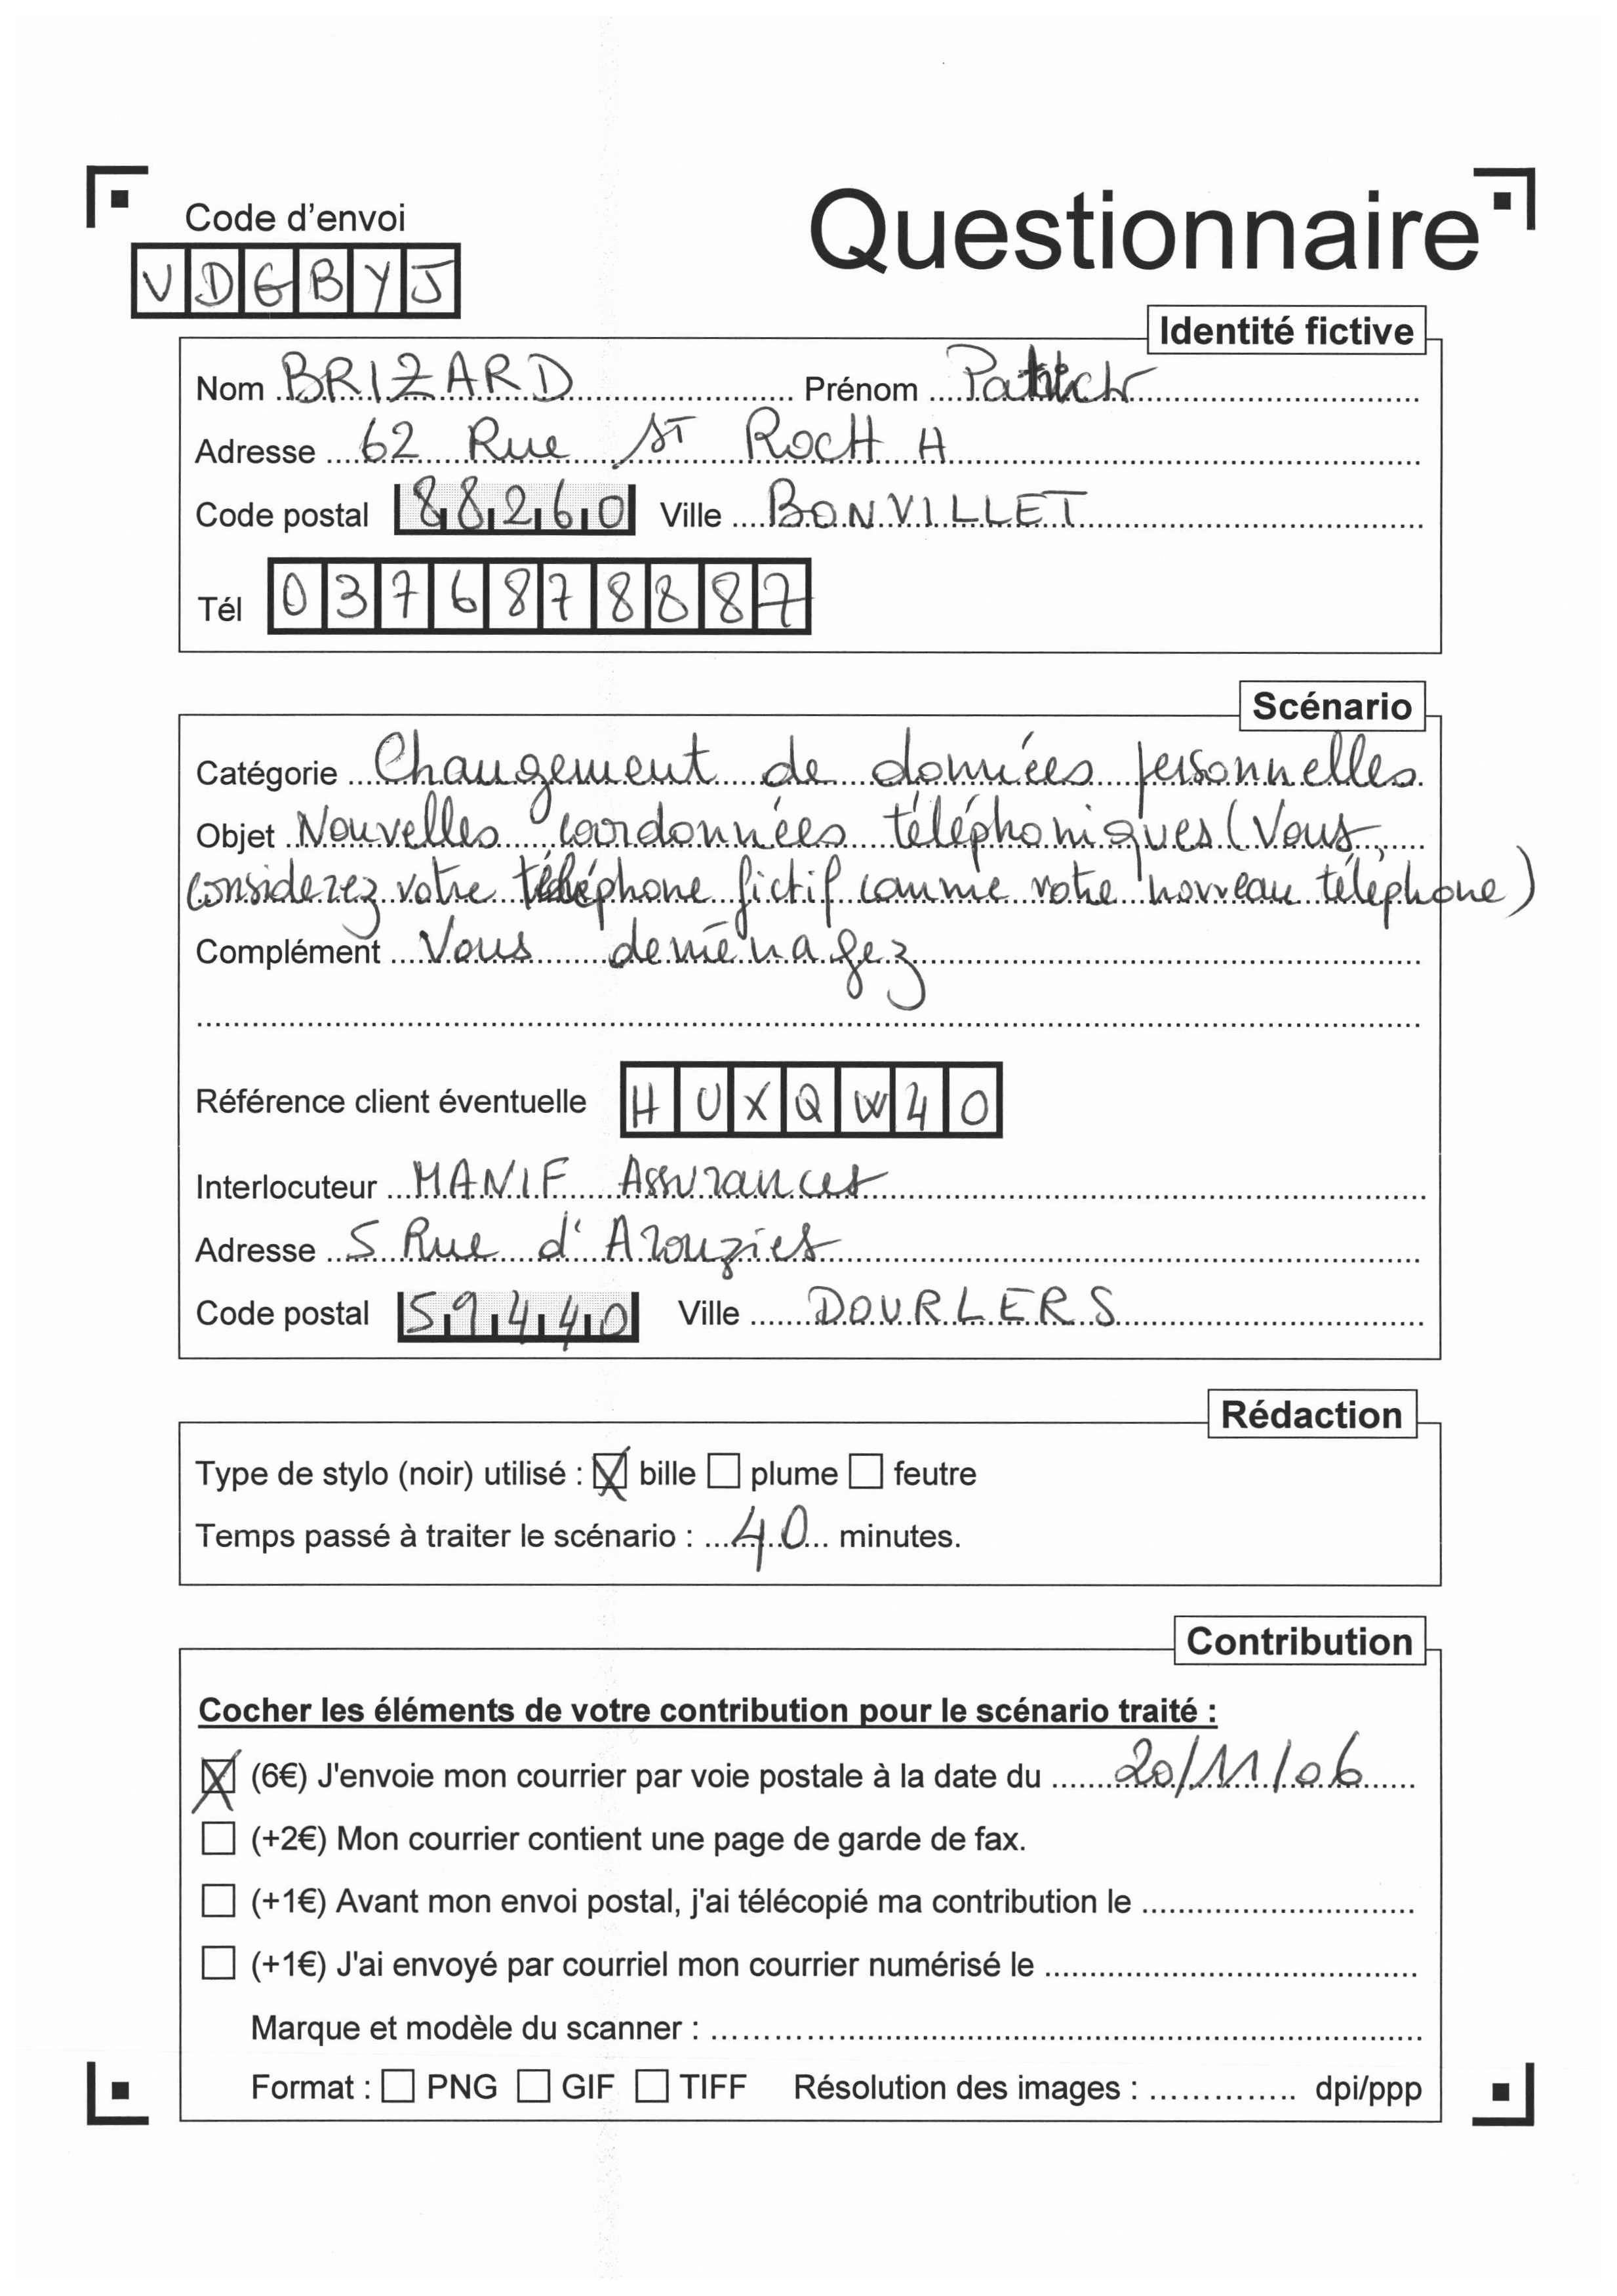 Code d'envoi
Questionnaire
VDGBYJ
Identité fictive
Nom BRIZARD Prénom Patrick
Adresse 62 Rue ST ROCH H
Code postal 88260 Ville BONVILLET
Tél 0376878887
Scénario
Catégorie Changement de données personnelles
Objet Nouvelles coordonnées téléphoniques (Vous
considerez votre téléphone fictif comme votre nouveau téléphone)
Complément Vous deménagez
Référence client éventuelle HUXQW40
Interlocuteur MANIF Assurances
Adresse 5 Rue d'Arouzies
Code postal 59440 Ville DOURLERS
Rédaction
Type de stylo (noir) utilisé : bille plume feutre
Temps passé à traiter le scénario : 40 minutes.
Contribution
Cocher les éléments de votre contribution pour le scénario traité :
(6€) J'envoie mon courrier par voie postale à la date du 20/11/06
(+2€) Mon courrier contient une page de garde de fax.
(+1€) Avant mon envoi postal, j'ai télécopié ma contribution le
(+1€) J'ai envoyé par courriel mon courrier numérisé le
Marque et modèle du scanner :
Format : PNG GIF TIFF Résolution des images : dpi/ppp